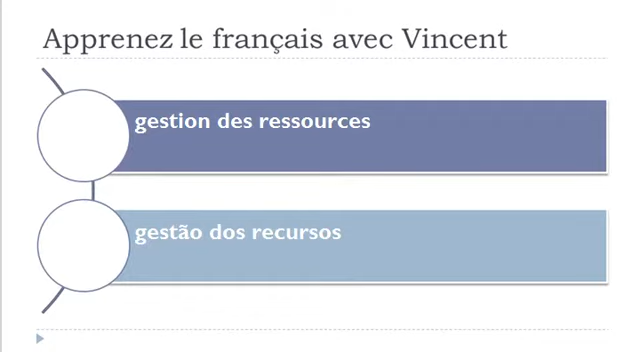 Apprenez le français avec Vincent
gestion des ressources
gestão dos recursos